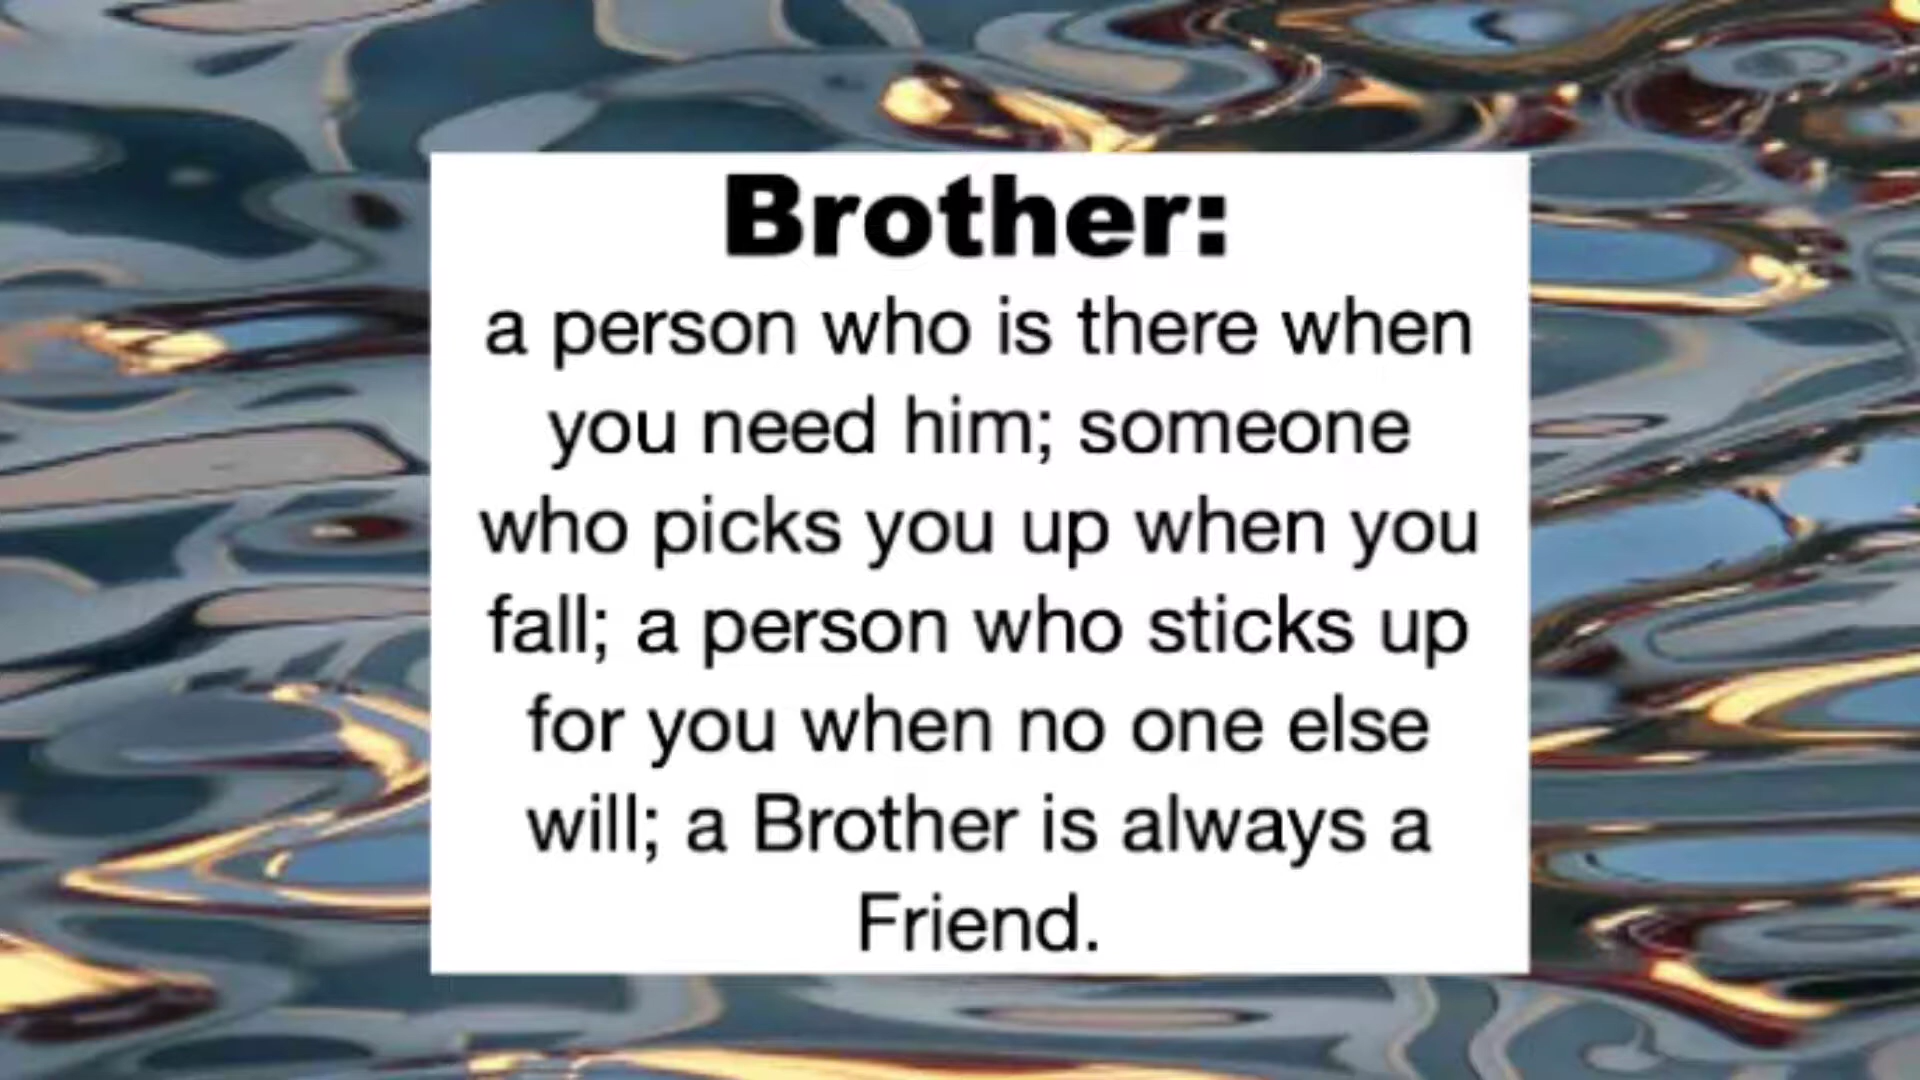 Brother:
a person who is there when
you need him; someone
who picks you up when you
fall; a person who sticks up
for you when no one else
will; a Brother is always a
Friend.